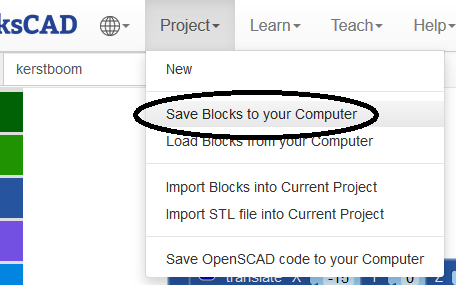 ksCAD
Project Learn Teach Help
kerstboom
New
Save Blocks to your Computer
Load Blocks from your Computer
Import Blocks into Current Project
Import STL file into Current Project
Save OpenSCAD code to your Computer
translate X -15 Y 0 Z